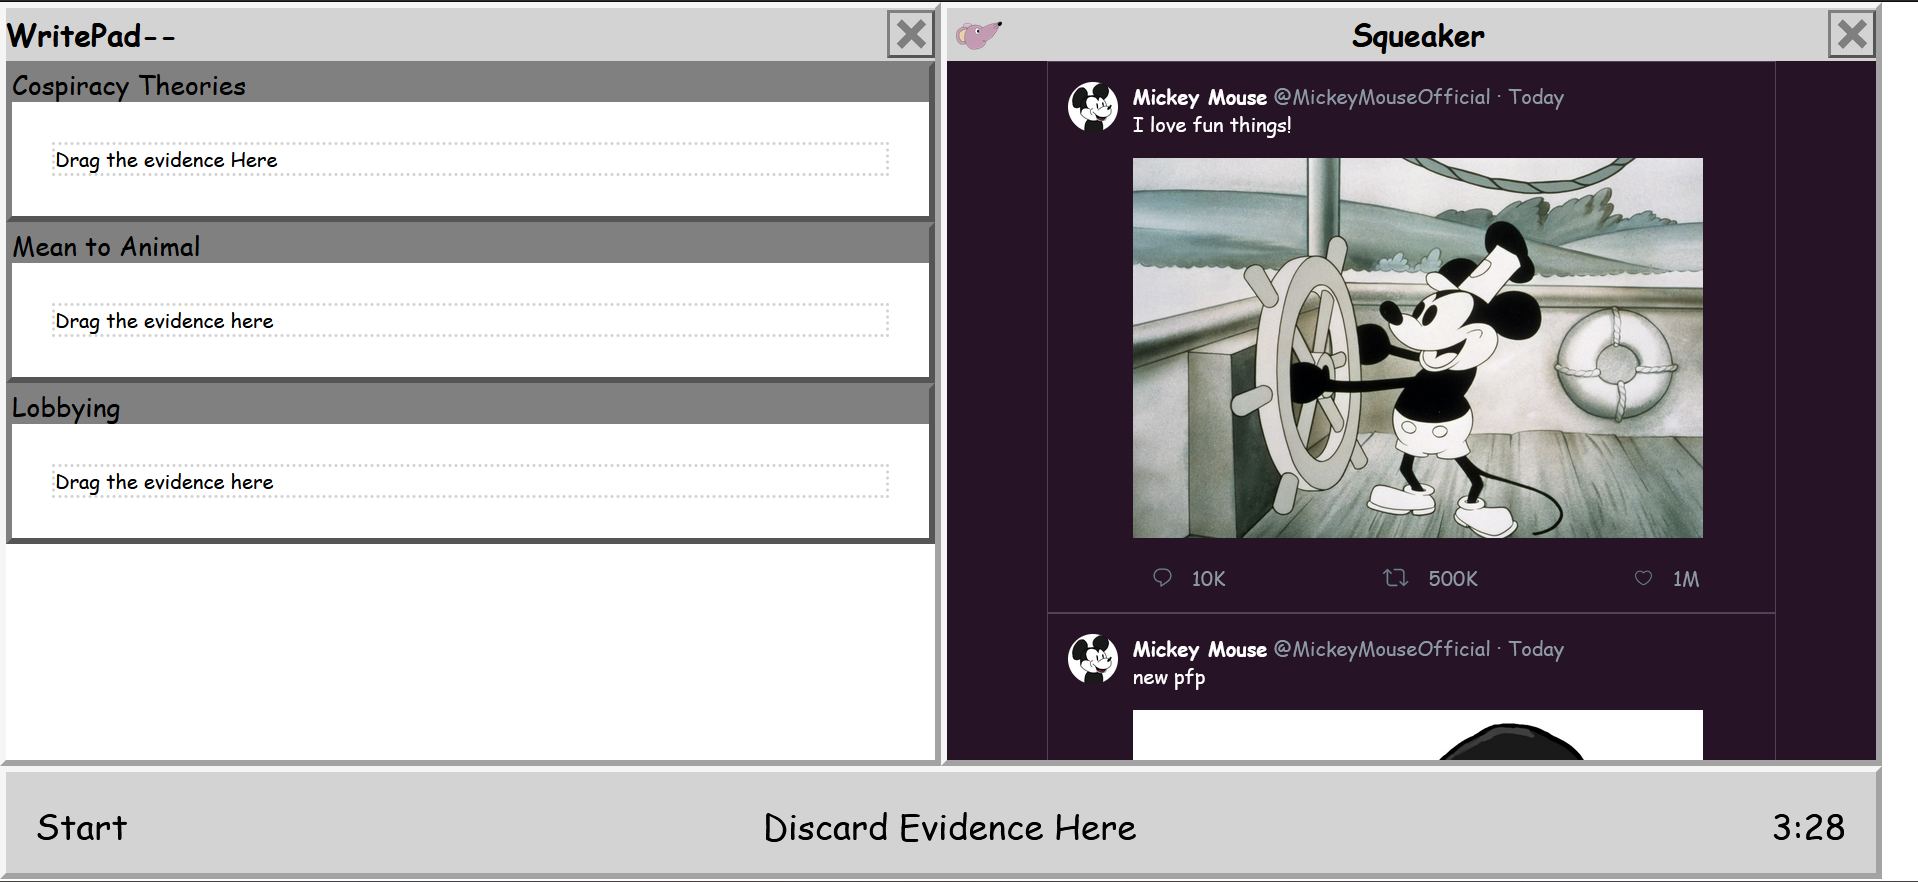 WritePad--
Cospiracy Theories
Drag the evidence Here
Mean to Animal
Drag the evidence here
Lobbying
Drag the evidence here
Squeaker
Mickey Mouse @MickeyMouseOfficial · Today
I love fun things!
10K 500K 1M
Mickey Mouse @MickeyMouseOfficial · Today
new pfp
Start Discard Evidence Here 3:28